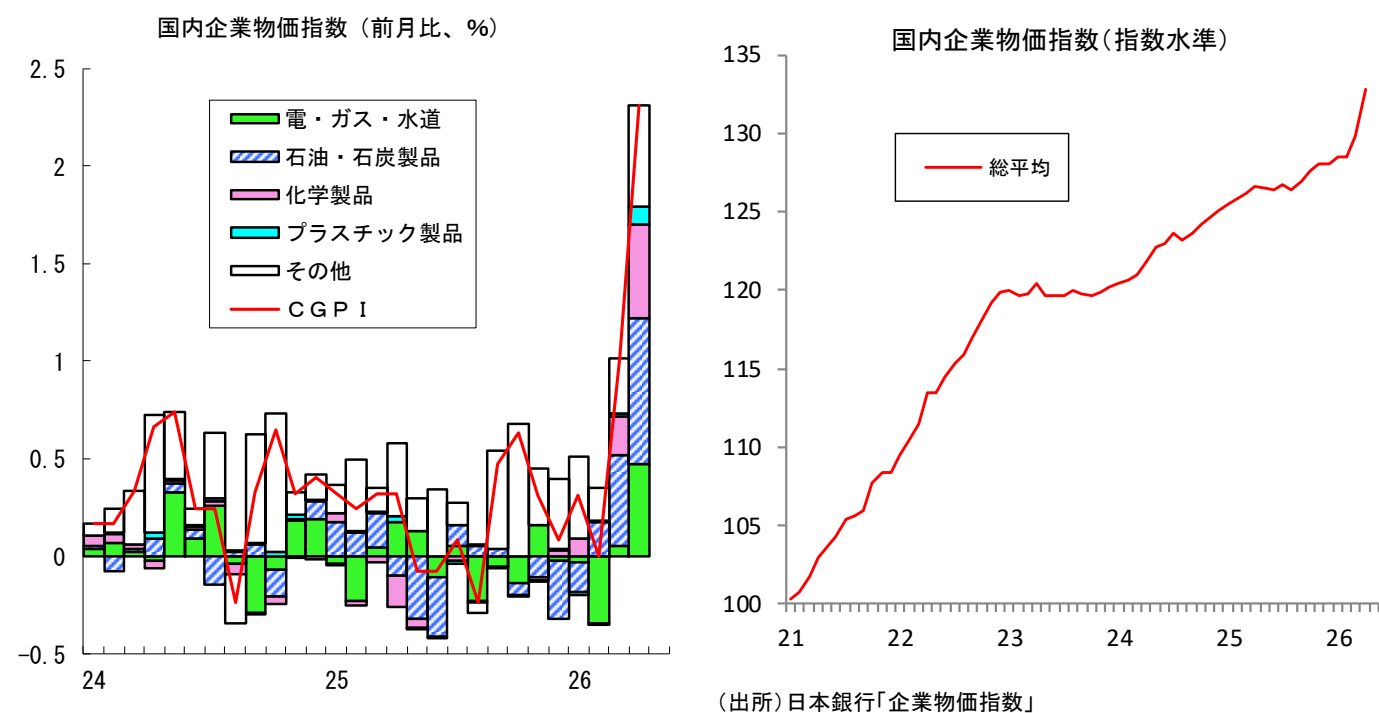 国内企業物価指数（前月比、%）
2.5
2
1.5
1
0.5
0
-0.5
24
25
26
電・ガス・水道
石油・石炭製品
化学製品
プラスチック製品
その他
ＣＧＰＩ
国内企業物価指数（指数水準）
135
130
125
120
115
110
105
100
21
22
23
24
25
26
総平均
（出所）日本銀行「企業物価指数」